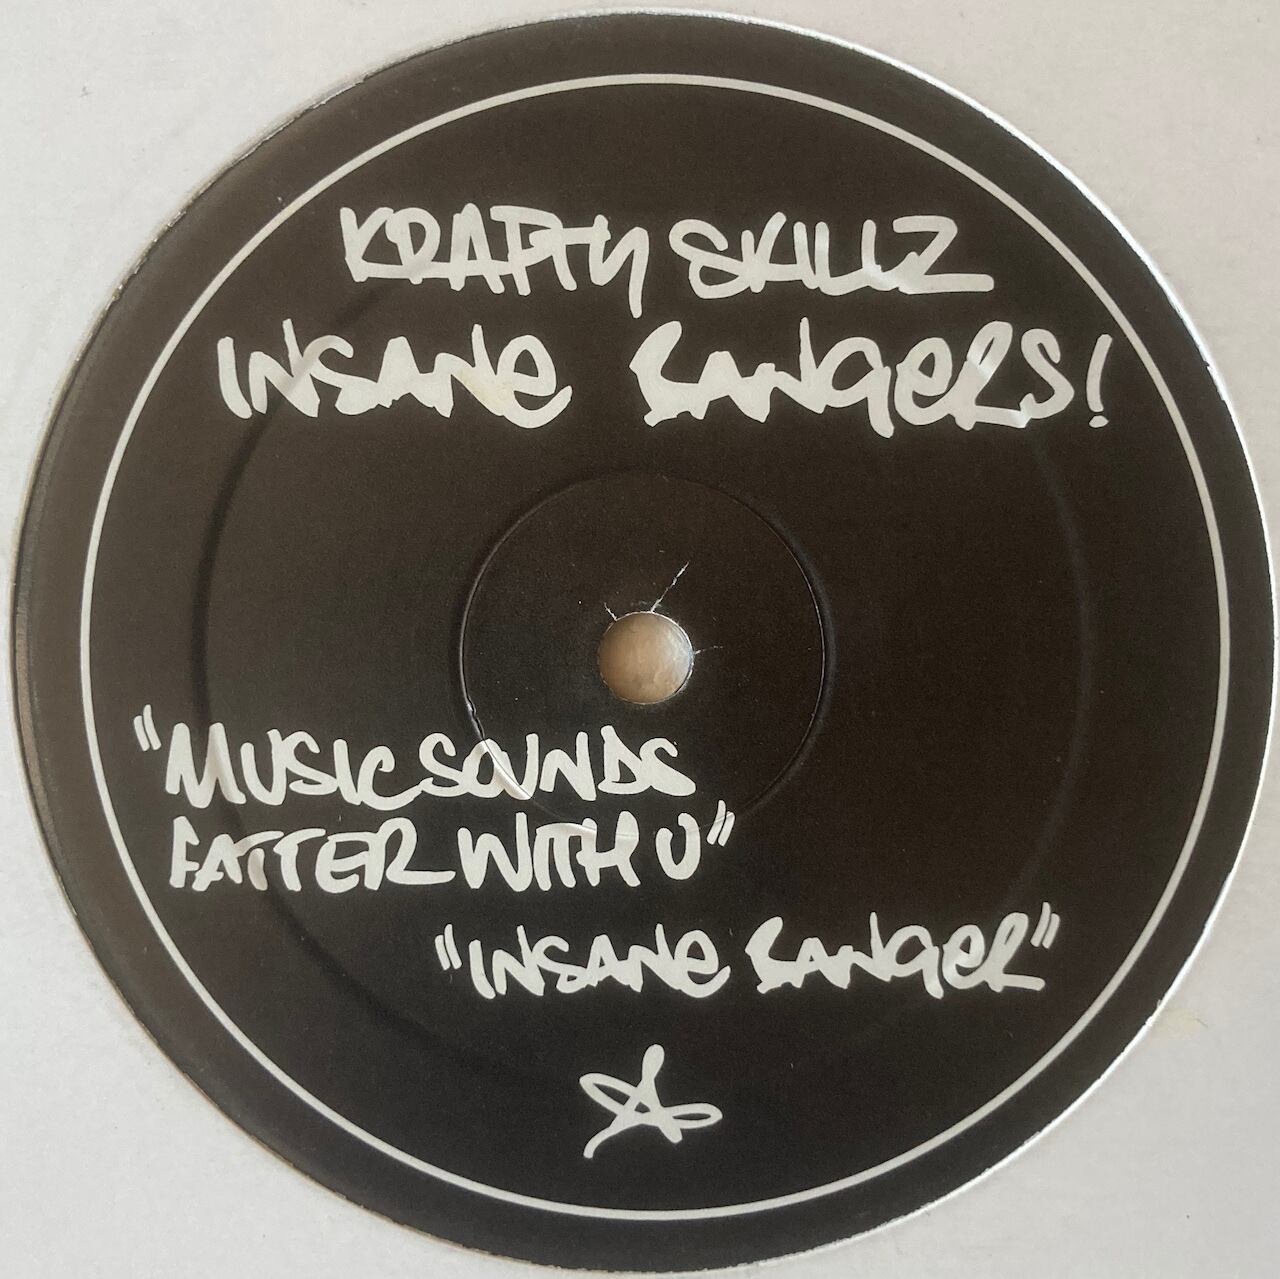 KRAFTY SKILLZ
INSANE BANGERS!
"MUSIC SOUNDS
FATTER WITH U"
"INSANE BANGER"